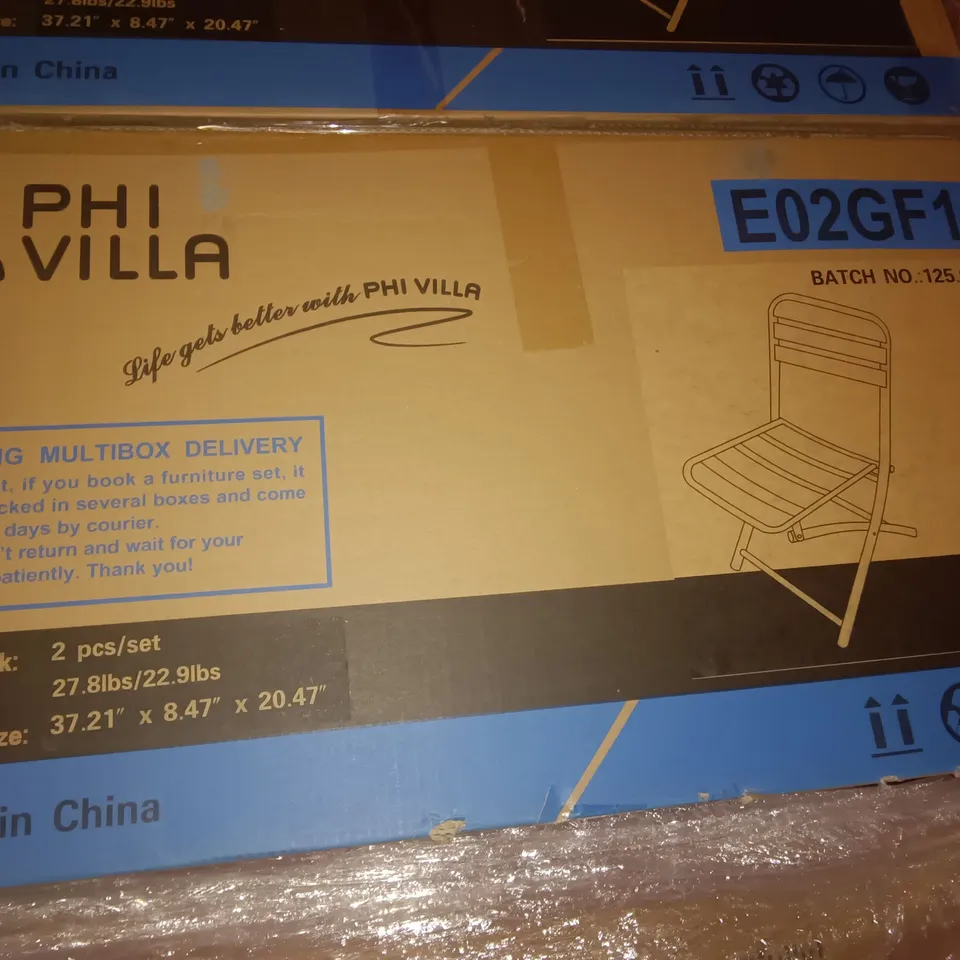 27.8lbs/22.9lbs
e: 37.21" x 8.47" x 20.47"
n China
PHI
VILLA
E02GF1
BATCH NO.:125.
Life gets better with PHI VILLA
G MULTIBOX DELIVERY
t, if you book a furniture set, it
cked in several boxes and come
days by courier.
't return and wait for your
patiently. Thank you!
k: 2 pcs/set
27.8lbs/22.9lbs
ze: 37.21" x 8.47" x 20.47"
in China